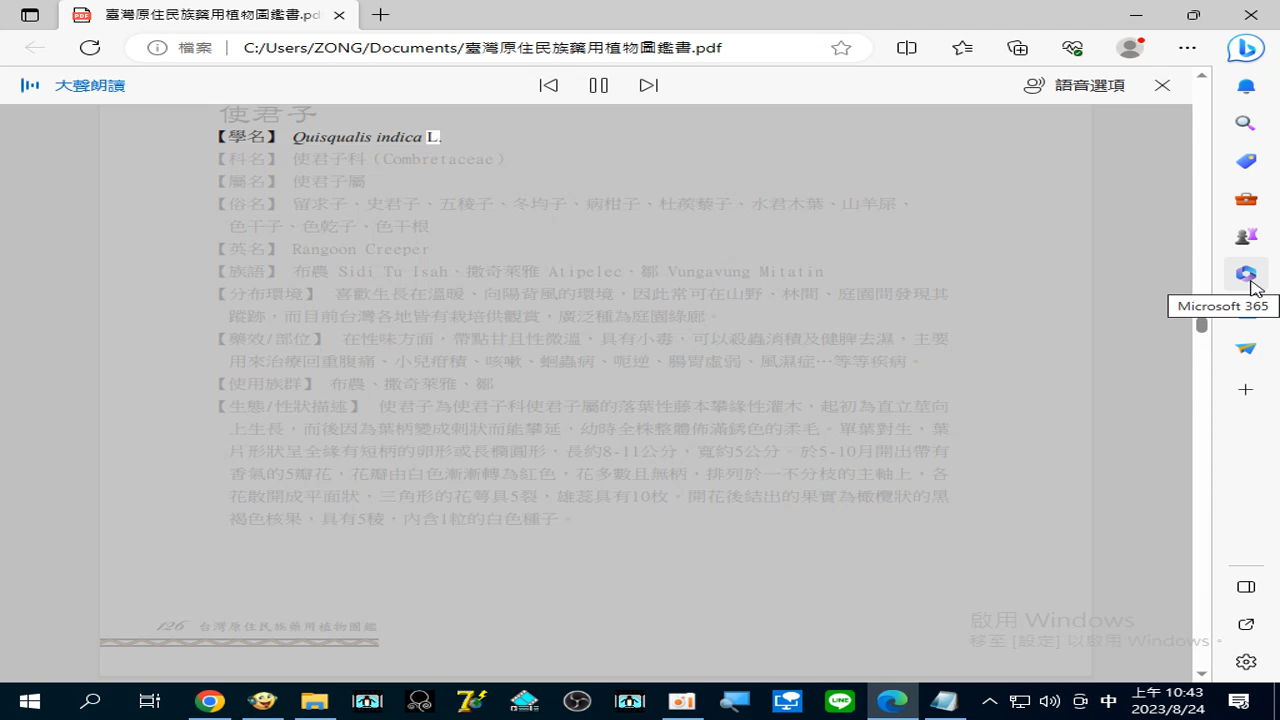 臺灣原住民族藥用植物圖鑑書.pdf
檔案
C:/Users/ZONG/Documents/臺灣原住民族藥用植物圖鑑書.pdf
大聲朗讀
語音選項
使君子
【學名】 Quisqualis indica L.
【科名】 使君子科（Combretaceae）
【屬名】 使君子屬
【俗名】 留求子、史君子、五稜子、冬均子、病柑子、杜蒺藜子、水君木葉、山羊屎、
色干子、色乾子、色干根
【英名】 Rangoon Creeper
【族語】 布農 Sidi Tu Isah、撒奇萊雅 Atipelec、鄒 Vungavung Mitatin
【分布環境】 喜歡生長在溫暖、向陽背風的環境，因此常可在山野、林間、庭園間發現其
蹤跡，而目前台灣各地皆有栽培供觀賞，廣泛種為庭園綠廊。
【藥效/部位】 在性味方面，帶點甘且性微溫，具有小毒，可以殺蟲消積及健脾去濕，主要
用來治療回重腹痛、小兒疳積、咳嗽、蛔蟲病、呃逆、腸胃虛弱、風濕症…等等疾病。
【使用族群】 布農、撒奇萊雅、鄒
【生態/性狀描述】 使君子為使君子科使君子屬的落葉性藤本攀緣性灌木，起初為直立莖向
上生長，而後因為葉柄變成刺狀而能攀延、幼時全株整體佈滿銹色的柔毛。單葉對生，葉
片形狀呈全緣有短柄的卵形或長橢圓形，長約8-11公分，寬約5公分。於5-10月開出帶有
香氣的5瓣花，花瓣由白色漸漸轉為紅色，花多數且無柄，排列於一不分枝的主軸上，各
花散開成平面狀，三角形的花萼具5裂，雄蕊具有10枚。開花後結出的果實為橄欖狀的黑
褐色核果，具有5稜，內含1粒的白色種子。
126 台灣原住民族藥用植物圖鑑
Microsoft 365
啟用 Windows
移至 [設定] 以啟用 Windows。
中
上午 10:43
2023/8/24